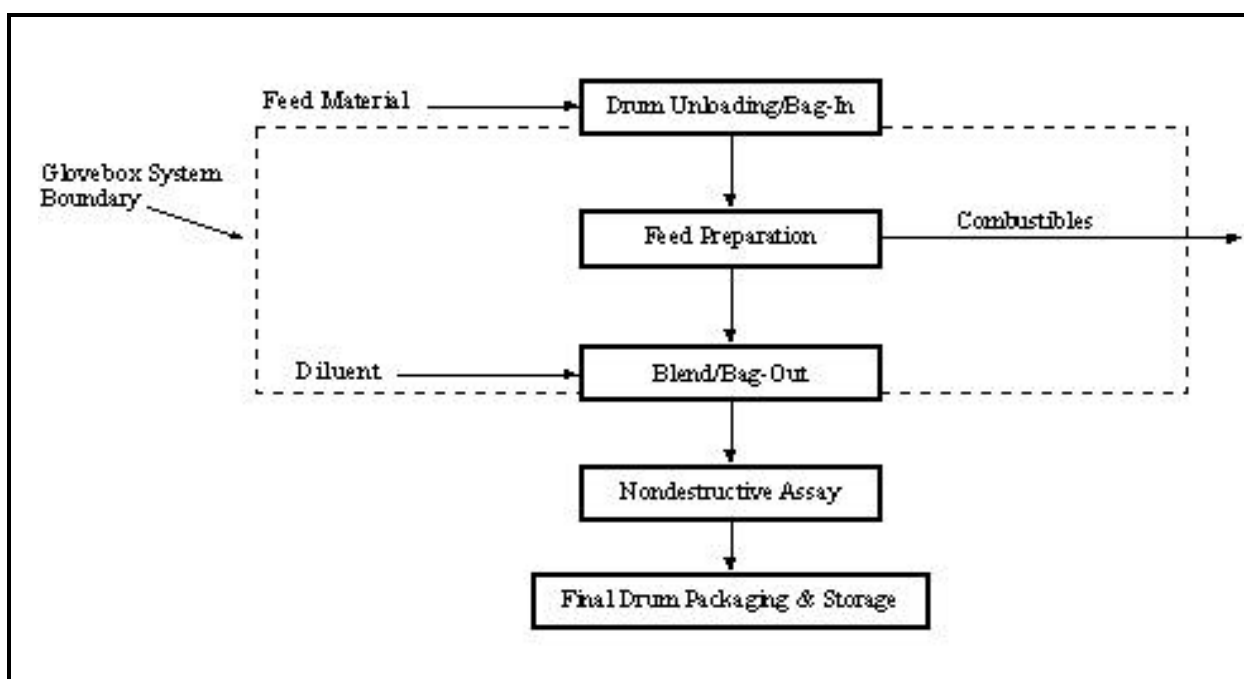 Feed Material
Drum Unloading/Bag-In
Glovebox System
Boundary
Feed Preparation
Combustibles
Diluent
Blend/Bag-Out
Nondestructive Assay
Final Drum Packaging & Storage